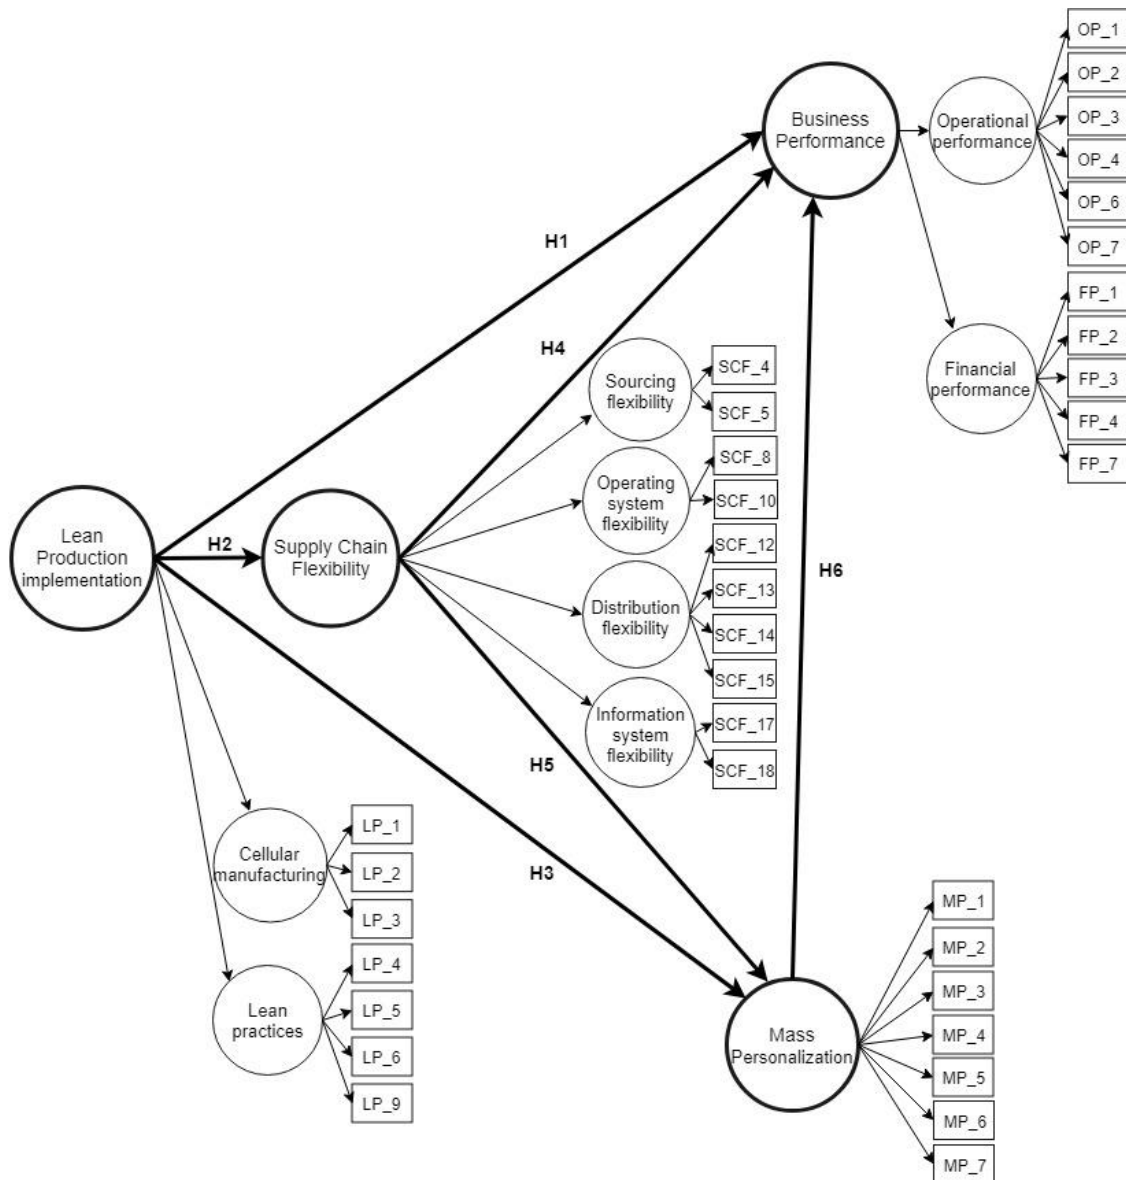 OP_1
OP_2
OP_3
OP_4
OP_6
OP_7
Business
Performance
Operational
performance
H1
FP_1
FP_2
FP_3
FP_4
FP_7
Financial
performance
H4
Sourcing
flexibility
SCF_4
SCF_5
Operating
system
flexibility
SCF_8
SCF_10
Lean
Production
implementation
H2
Supply Chain
Flexibility
SCF_12
SCF_13
SCF_14
SCF_15
Distribution
flexibility
H6
Information
system
flexibility
SCF_17
SCF_18
H5
Cellular
manufacturing
LP_1
LP_2
LP_3
H3
Lean
practices
LP_4
LP_5
LP_6
LP_9
Mass
Personalization
MP_1
MP_2
MP_3
MP_4
MP_5
MP_6
MP_7